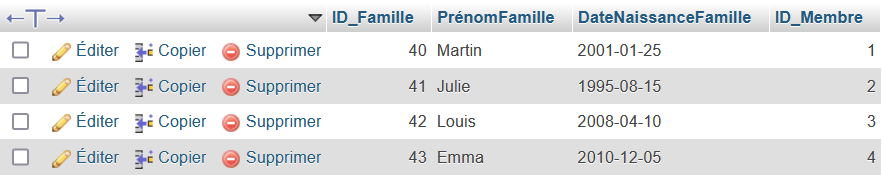 ID_Famille PrénomFamille DateNaissanceFamille ID_Membre
Éditer Copier Supprimer 40 Martin 2001-01-25 1
Éditer Copier Supprimer 41 Julie 1995-08-15 2
Éditer Copier Supprimer 42 Louis 2008-04-10 3
Éditer Copier Supprimer 43 Emma 2010-12-05 4